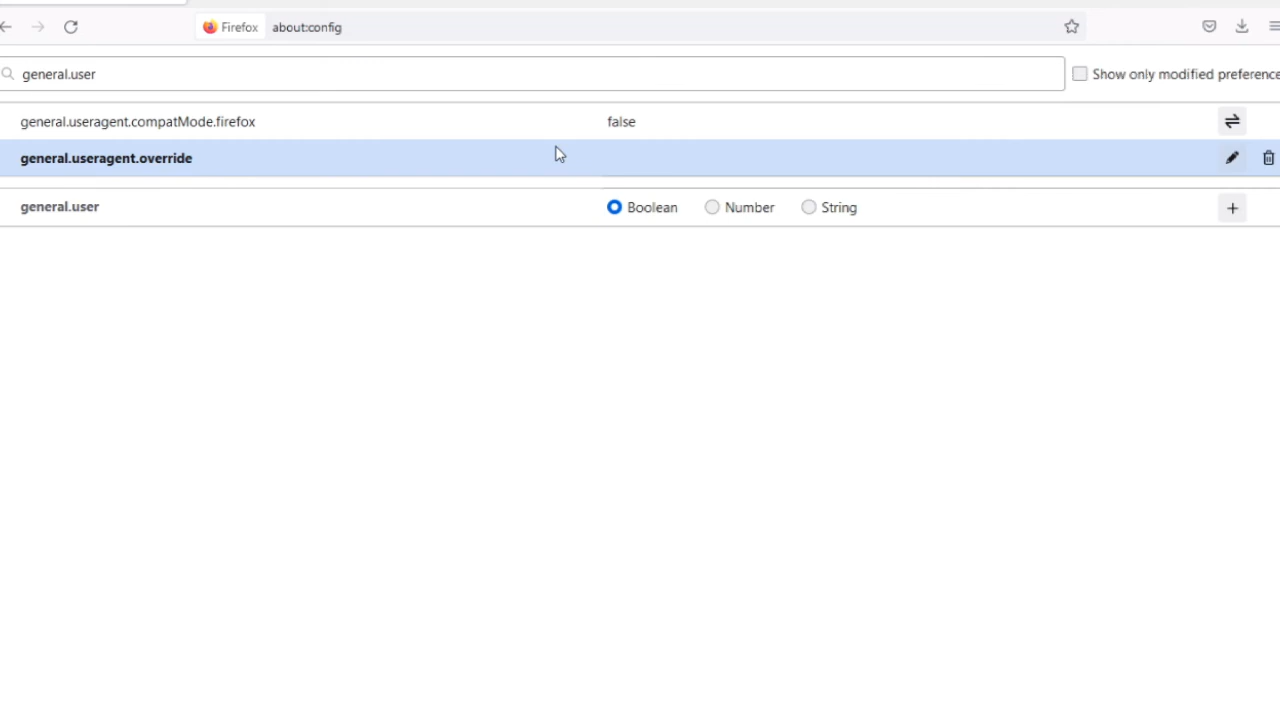 Firefox about:config
general.user Show only modified preference
general.useragent.compatMode.firefox false
general.useragent.override
general.user Boolean Number String